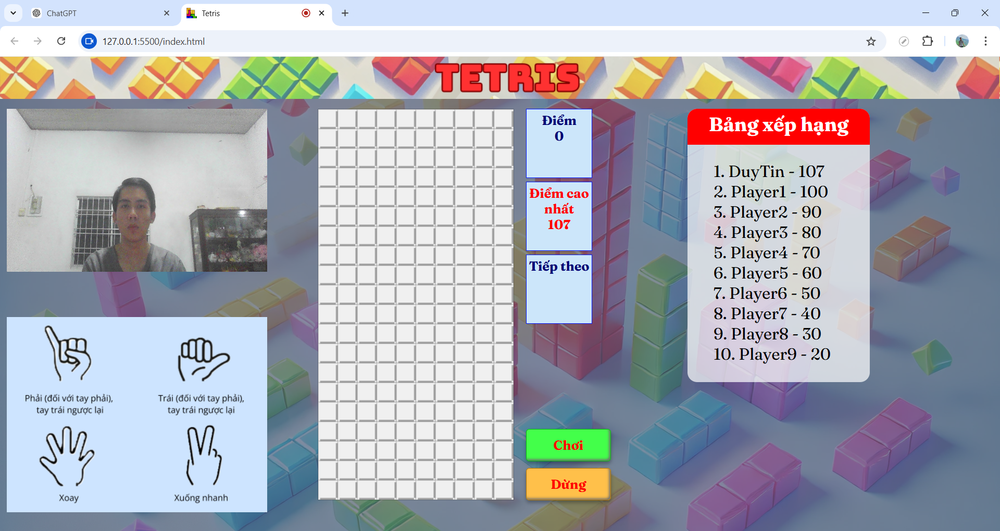 ChatGPT
Tetris
127.0.0.1:5500/index.html
TETRIS
Điểm
0
Điểm cao
nhất
107
Tiếp theo
Chơi
Dừng
Bảng xếp hạng
1. DuyTin - 107
2. Player1 - 100
3. Player2 - 90
4. Player3 - 80
5. Player4 - 70
6. Player5 - 60
7. Player6 - 50
8. Player7 - 40
9. Player8 - 30
10. Player9 - 20
Phải (đối với tay phải),
tay trái ngược lại
Trái (đối với tay phải),
tay trái ngược lại
Xoay
Xuống nhanh